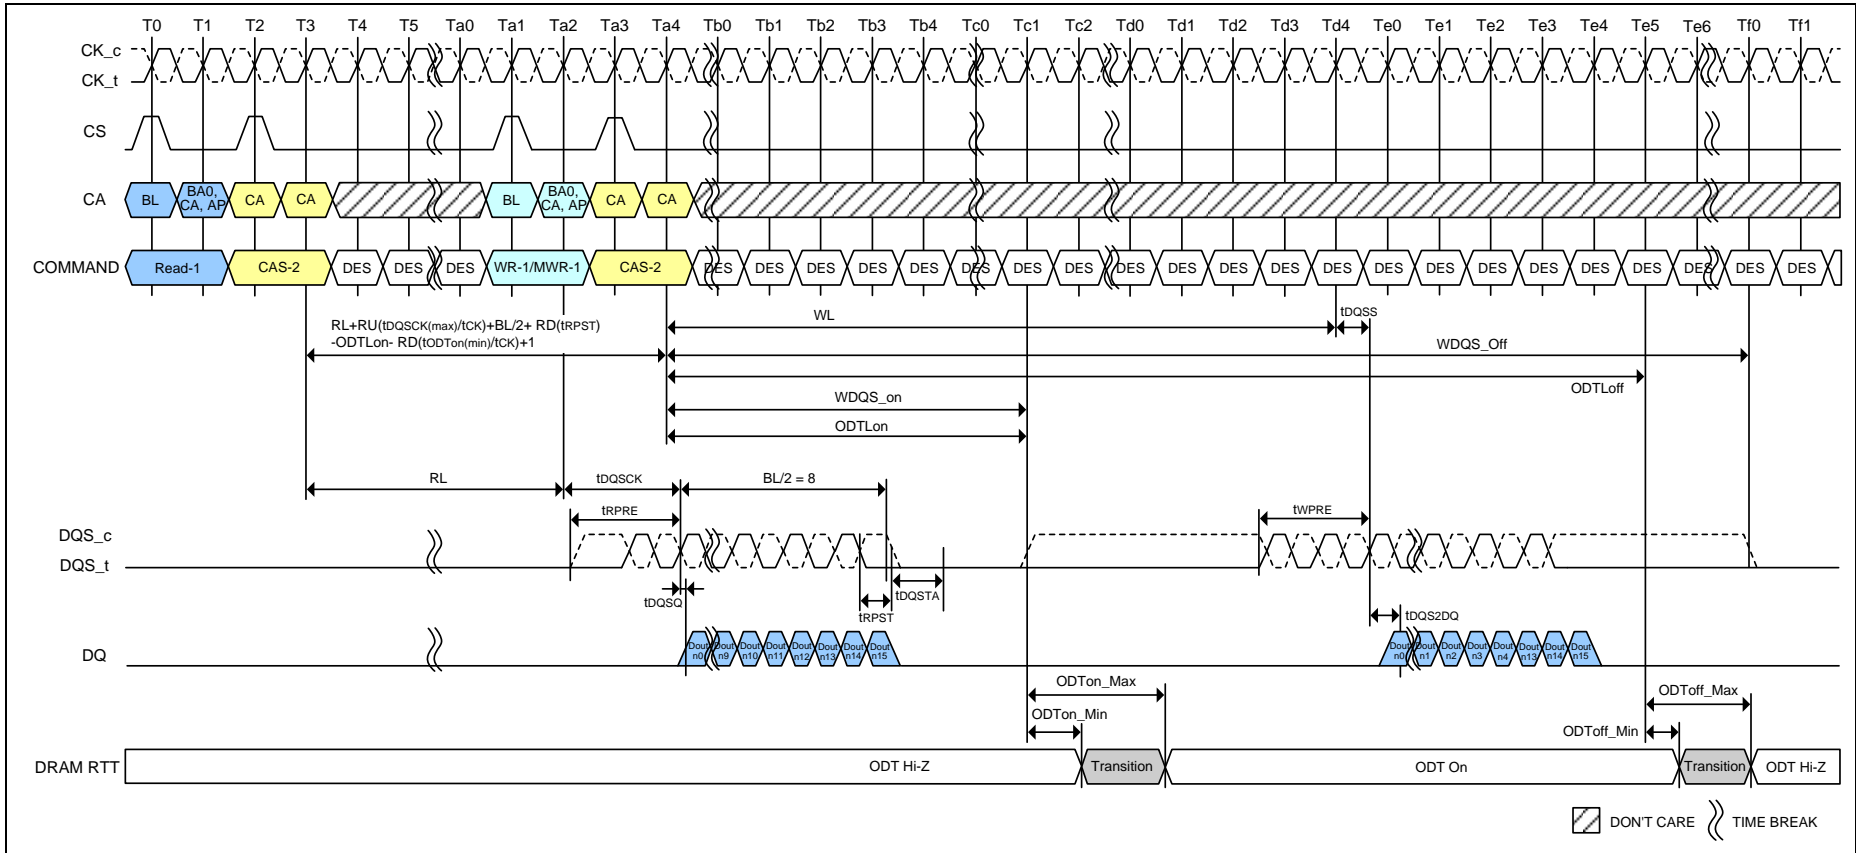 T0 T1 T2 T3 T4 T5 Ta0 Ta1 Ta2 Ta3 Ta4 Tb0 Tb1 Tb2 Tb3 Tb4 Tc0 Tc1 Tc2 Td0 Td1 Td2 Td3 Td4 Te0 Te1 Te2 Te3 Te4 Te5 Te6 Tf0 Tf1
CK_c
CK_t
CS
CA BL BA0, CA, AP CA CA BL BA0, CA, AP CA CA
COMMAND Read-1 CAS-2 DES DES DES WR-1/MWR-1 CAS-2 DES DES DES DES DES DES DES DES DES DES DES DES DES DES DES DES DES DES DES DES DES DES
RL+RU(tDQSCK(max)/tCK)+BL/2+ RD(tRPST)
-ODTLon- RD(tODTon(min)/tCK)+1
WL
tDQSS
WDQS_Off
ODTLoff
WDQS_on
ODTLon
RL tDQSCK BL/2 = 8
tRPRE tWPRE
DQS_c
DQS_t
tDQSQ tRPST tDQSTA tDQS2DQ
DQ Dout n0 Dout n9 Dout n10 Dout n11 Dout n12 Dout n13 Dout n14 Dout n15 Dout n0 Dout n1 Dout n2 Dout n3 Dout n4 Dout n13 Dout n14 Dout n15
ODTon_Max ODToff_Max
ODTon_Min ODToff_Min
DRAM RTT ODT Hi-Z Transition ODT On Transition ODT Hi-Z
DON'T CARE TIME BREAK